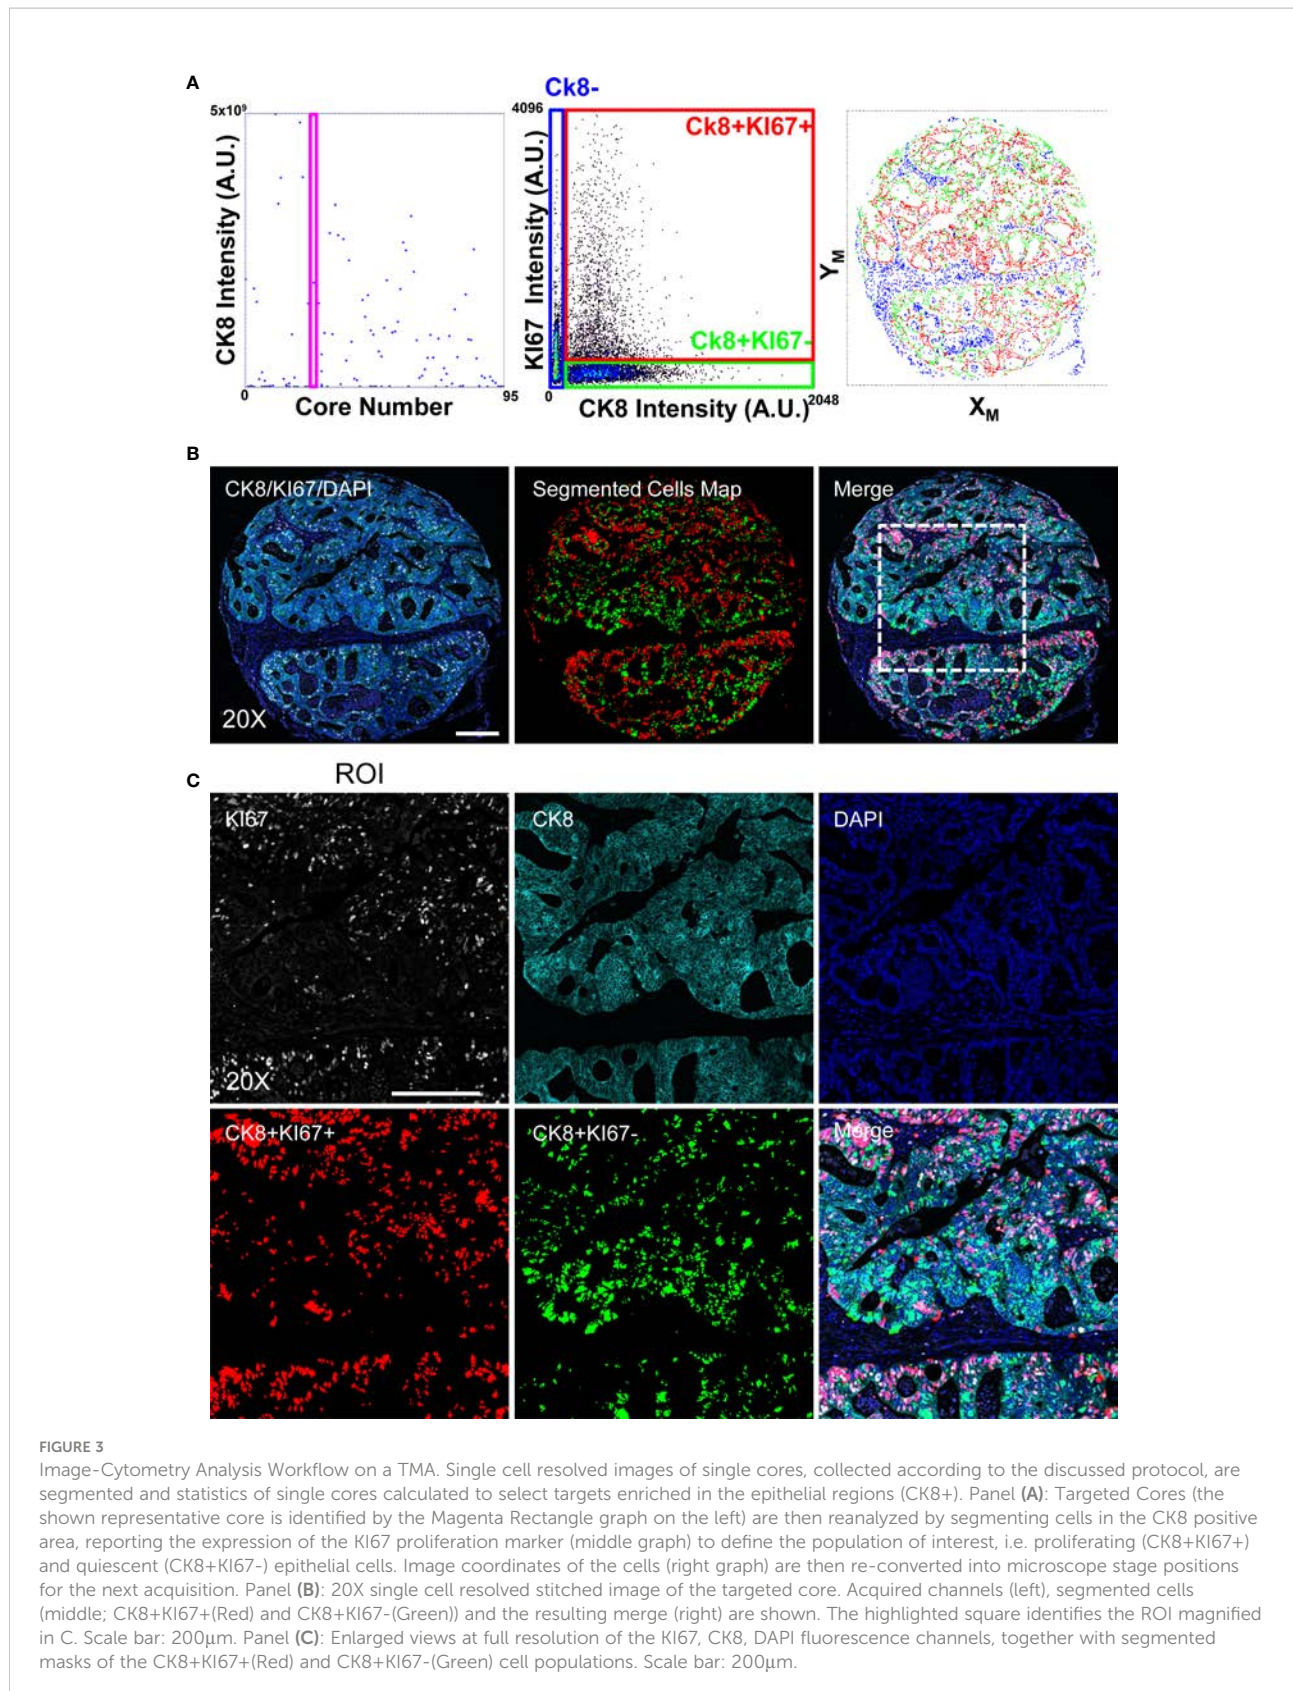 A
Ck8-
5x10⁹
CK8 Intensity (A.U.)
0
Core Number
95
4096
KI67 Intensity (A.U.)
Ck8+KI67+
Ck8+KI67-
0
CK8 Intensity (A.U.)
2048
Y_M
X_M
B
CK8/KI67/DAPI
20X
Segmented Cells Map
Merge
C
ROI
KI67
20X
CK8
DAPI
CK8+KI67+
CK8+KI67-
Merge
FIGURE 3
Image-Cytometry Analysis Workflow on a TMA. Single cell resolved images of single cores, collected according to the discussed protocol, are
segmented and statistics of single cores calculated to select targets enriched in the epithelial regions (CK8+). Panel (A): Targeted Cores (the
shown representative core is identified by the Magenta Rectangle graph on the left) are then reanalyzed by segmenting cells in the CK8 positive
area, reporting the expression of the KI67 proliferation marker (middle graph) to define the population of interest, i.e. proliferating (CK8+KI67+)
and quiescent (CK8+KI67-) epithelial cells. Image coordinates of the cells (right graph) are then re-converted into microscope stage positions
for the next acquisition. Panel (B): 20X single cell resolved stitched image of the targeted core. Acquired channels (left), segmented cells
(middle; CK8+KI67+(Red) and CK8+KI67-(Green)) and the resulting merge (right) are shown. The highlighted square identifies the ROI magnified
in C. Scale bar: 200μm. Panel (C): Enlarged views at full resolution of the KI67, CK8, DAPI fluorescence channels, together with segmented
masks of the CK8+KI67+(Red) and CK8+KI67-(Green) cell populations. Scale bar: 200μm.